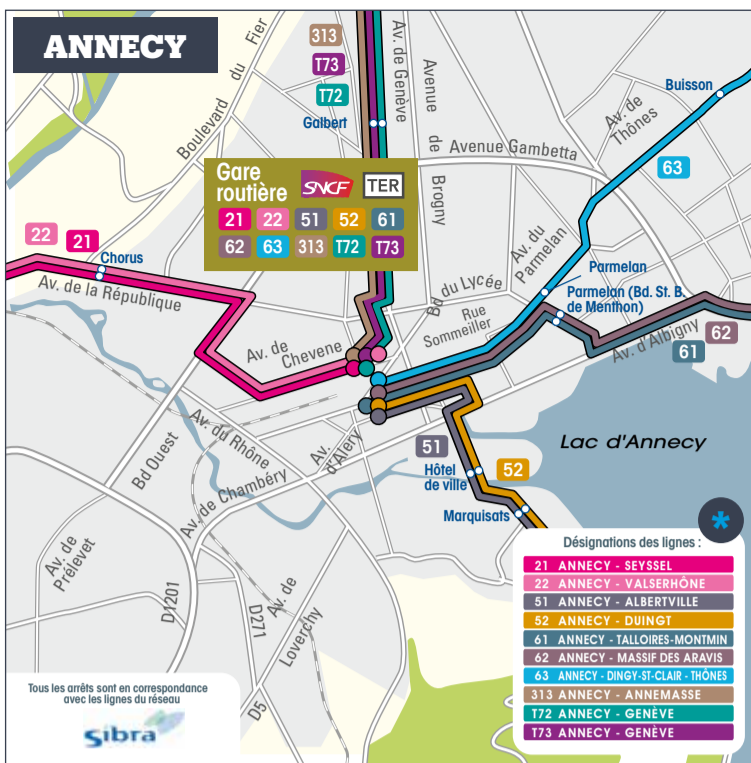 ANNECY
313
T73
T72
Galbert
Boulevard du Fier
Av. de Genève
Avenue de Brogny
Avenue Gambetta
Av. de Thônes
Buisson
63
Gare
routière
SNCF TER
21 22 51 52 61
62 63 313 T72 T73
22 21
Chorus
Av. de la République
Av. du Parmelan
Bd du Lycée
Rue
Sommeiller
Parmelan
Parmelan (Bd. St. B.
de Menthon)
62
61
Av. d'Albigny
Av. de
Chevene
Av. du Rhône
Bd Ouest
Av. d'Aléry
Av. de Chambéry
51
Hôtel
de ville
52
Marquisats
Lac d'Annecy
Av. de
Prélevet
D1201
D271
Av. de
Loverchy
D5
*
Désignations des lignes :
21 ANNECY - SEYSSEL
22 ANNECY - VALSERHÔNE
51 ANNECY - ALBERTVILLE
52 ANNECY - DUINGT
61 ANNECY - TALLOIRES-MONTMIN
62 ANNECY - MASSIF DES ARAVIS
63 ANNECY - DINGY-ST-CLAIR - THÔNES
313 ANNECY - ANNEMASSE
T72 ANNECY - GENÈVE
T73 ANNECY - GENÈVE
Tous les arrêts sont en correspondance
avec les lignes du réseau
sibra